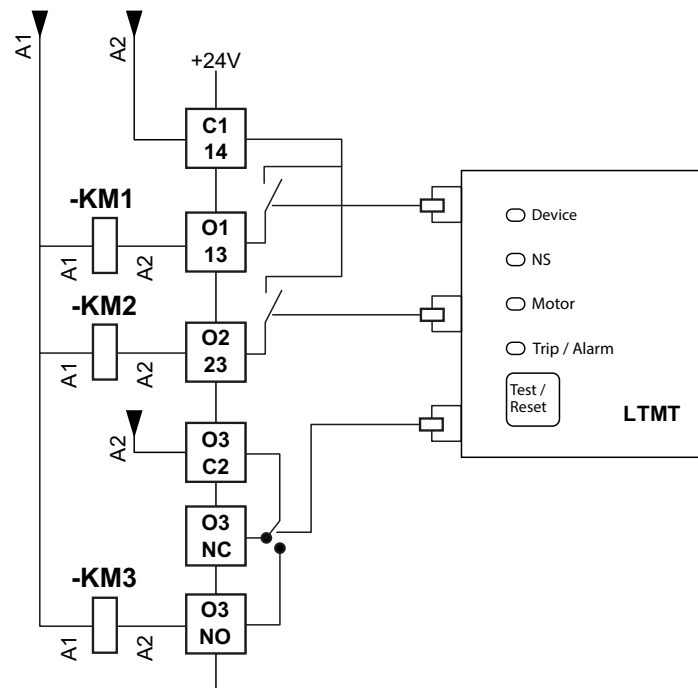 A1
A2
+24V
C1
14
-KM1
O1
13
A1
A2
-KM2
O2
23
A1
A2
A2
O3
C2
O3
NC
-KM3
O3
NO
A1
A2
Device
NS
Motor
Trip / Alarm
Test /
Reset
LTMT